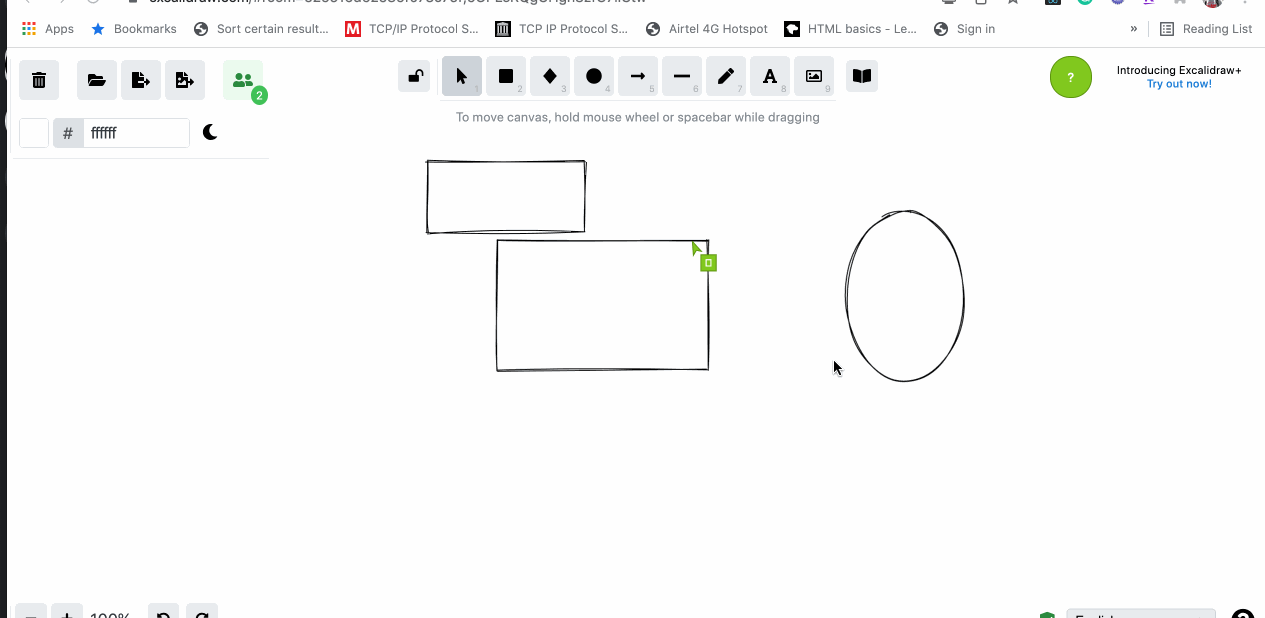 Apps Bookmarks Sort certain result... TCP/IP Protocol S... TCP IP Protocol S... Airtel 4G Hotspot HTML basics - Le... Sign in » Reading List
2
1 2 3 4 5 6 7 A 8 9
?
Introducing Excalidraw+
Try out now!
# ffffff
To move canvas, hold mouse wheel or spacebar while dragging
100%
English